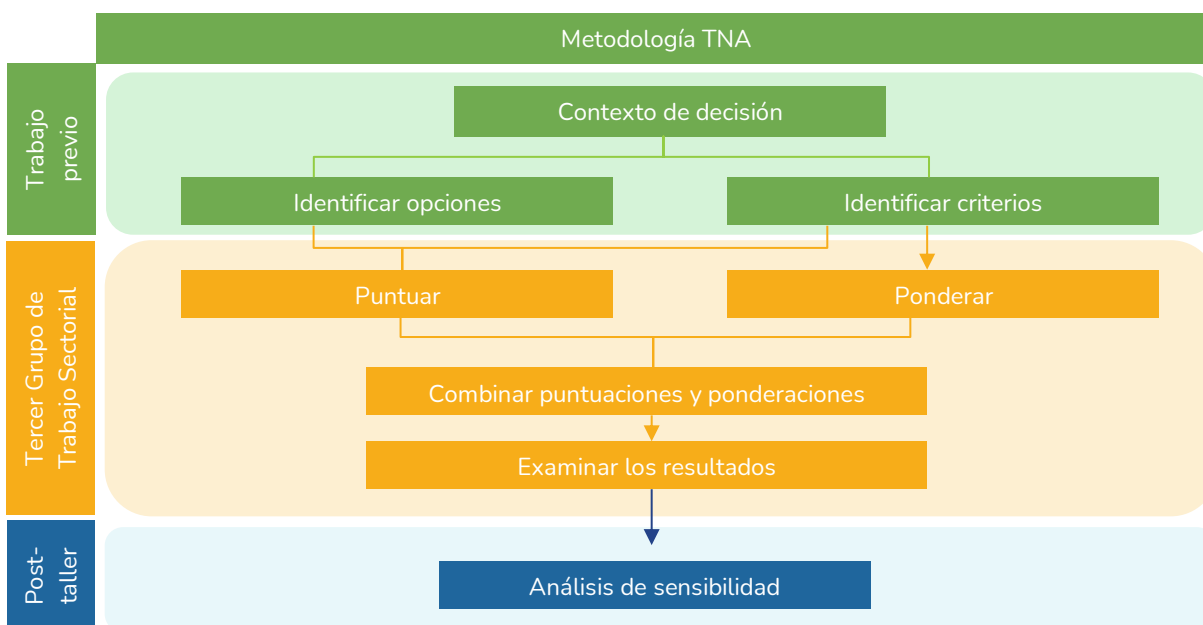 Metodología TNA
Trabajo
previo
Contexto de decisión
Identificar opciones
Identificar criterios
Tercer Grupo de
Trabajo Sectorial
Puntuar
Ponderar
Combinar puntuaciones y ponderaciones
Examinar los resultados
Post-
taller
Análisis de sensibilidad